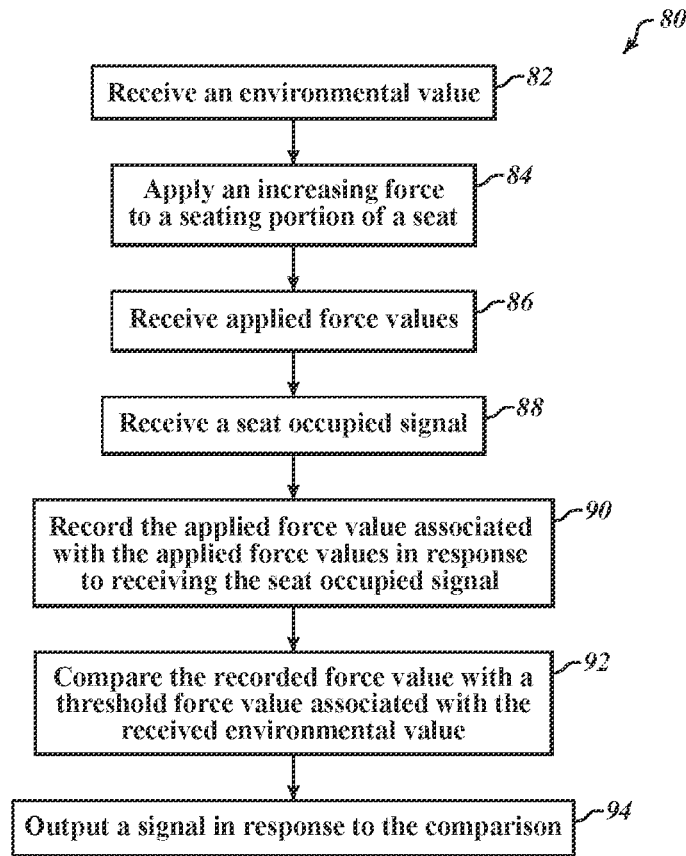 80
Receive an environmental value
82
Apply an increasing force
to a seating portion of a seat
84
Receive applied force values
86
Receive a seat occupied signal
88
Record the applied force value associated
with the applied force values in response
to receiving the seat occupied signal
90
Compare the recorded force value with a
threshold force value associated with the
received environmental value
92
Output a signal in response to the comparison
94